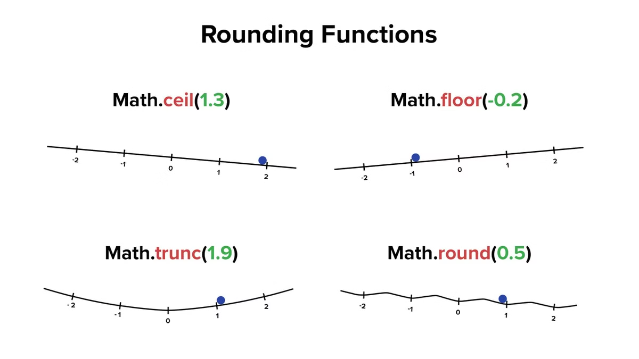 Rounding Functions
Math.ceil(1.3)
-2 -1 0 1 2
Math.floor(-0.2)
-2 -1 0 1 2
Math.trunc(1.9)
-2 -1 0 1 2
Math.round(0.5)
-2 -1 0 1 2